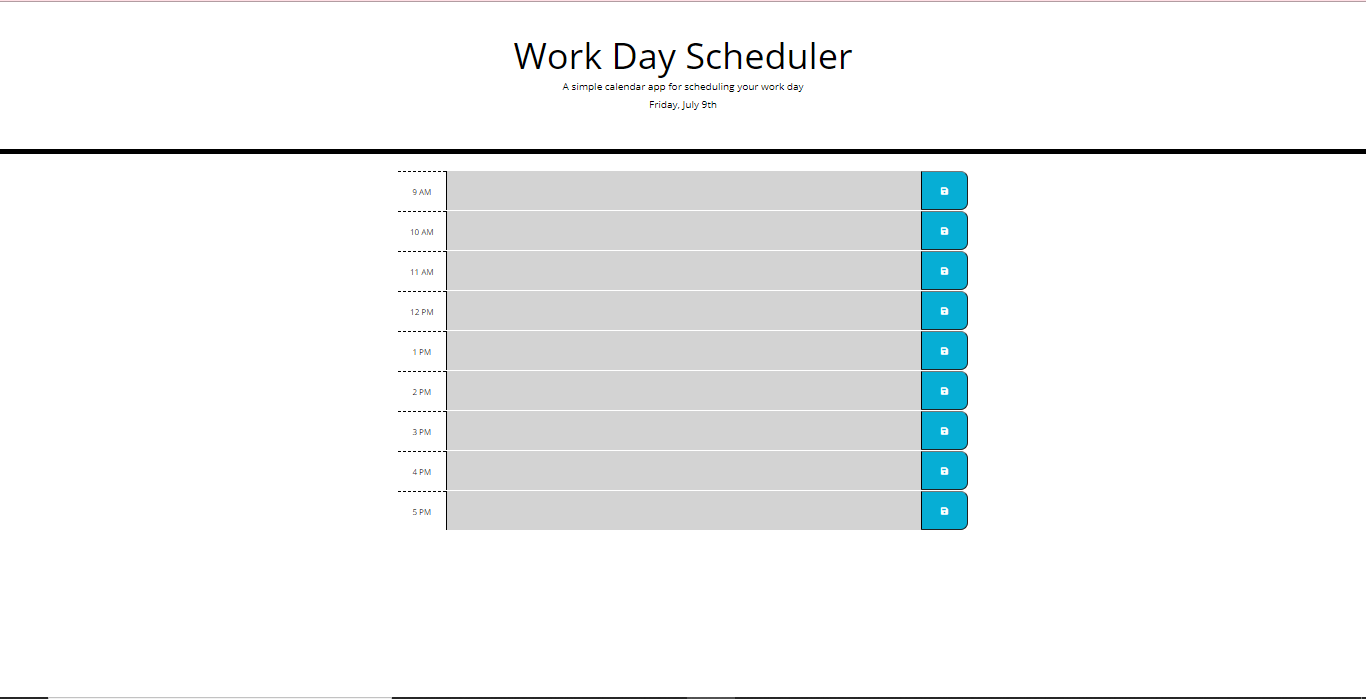 Work Day Scheduler
A simple calendar app for scheduling your work day
Friday, July 9th
9 AM
10 AM
11 AM
12 PM
1 PM
2 PM
3 PM
4 PM
5 PM